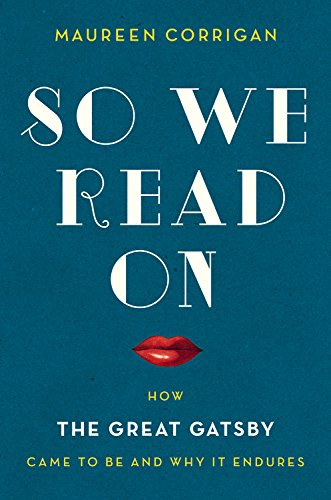 MAUREEN CORRIGAN
SO WE
READ
ON
HOW
THE GREAT GATSBY
CAME TO BE AND WHY IT ENDURES